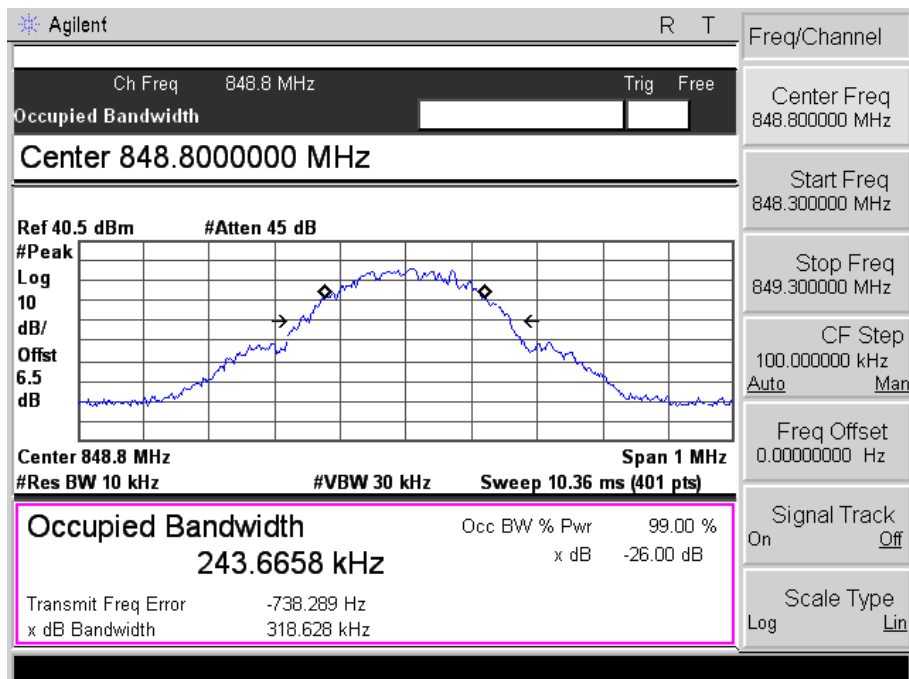 Agilent R T
Freq/Channel
Ch Freq 848.8 MHz Trig Free
Occupied Bandwidth
Center 848.8000000 MHz
Ref 40.5 dBm #Atten 45 dB
#Peak
Log
10
dB/
Offst
6.5
dB
Center 848.8 MHz Span 1 MHz
#Res BW 10 kHz #VBW 30 kHz Sweep 10.36 ms (401 pts)
Occupied Bandwidth Occ BW % Pwr 99.00 %
243.6658 kHz x dB -26.00 dB
Transmit Freq Error -738.289 Hz
x dB Bandwidth 318.628 kHz
Center Freq
848.800000 MHz
Start Freq
848.300000 MHz
Stop Freq
849.300000 MHz
CF Step
100.000000 kHz
Auto Man
Freq Offset
0.00000000 Hz
Signal Track
On Off
Scale Type
Log Lin